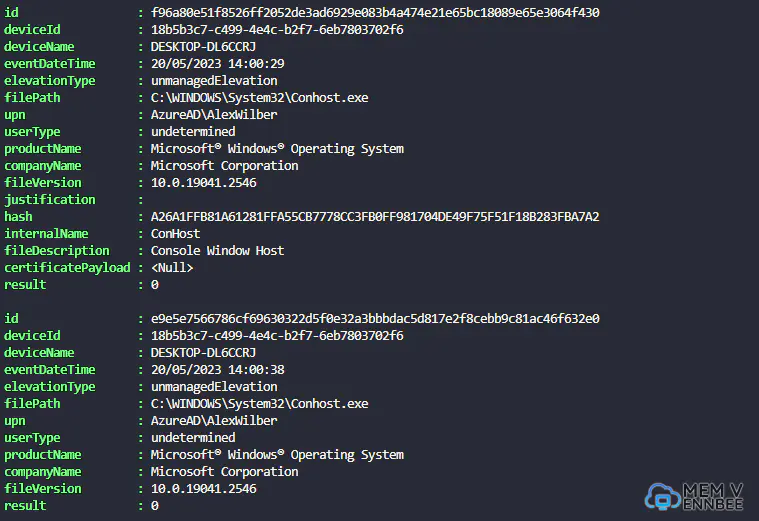 id : f96a80e51f8526ff2052de3ad6929e083b4a474e21e65bc18089e65e3064f430
deviceId : 18b5b3c7-c499-4e4c-b2f7-6eb7803702f6
deviceName : DESKTOP-DL6CCRJ
eventDateTime : 20/05/2023 14:00:29
elevationType : unmanagedElevation
filePath : C:\WINDOWS\System32\Conhost.exe
upn : AzureAD\AlexWilber
userType : undetermined
productName : Microsoft® Windows® Operating System
companyName : Microsoft Corporation
fileVersion : 10.0.19041.2546
justification :
hash : A26A1FFB81A61281FFA55CB7778CC3FB0FF981704DE49F75F51F18B283FBA7A2
internalName : ConHost
fileDescription : Console Window Host
certificatePayload : <Null>
result : 0
id : e9e5e7566786cf69630322d5f0e32a3bbbdac5d817e2f8cebb9c81ac46f632e0
deviceId : 18b5b3c7-c499-4e4c-b2f7-6eb7803702f6
deviceName : DESKTOP-DL6CCRJ
eventDateTime : 20/05/2023 14:00:38
elevationType : unmanagedElevation
filePath : C:\WINDOWS\System32\Conhost.exe
upn : AzureAD\AlexWilber
userType : undetermined
productName : Microsoft® Windows® Operating System
companyName : Microsoft Corporation
fileVersion : 10.0.19041.2546
result : 0
MEM V
ENNBEE